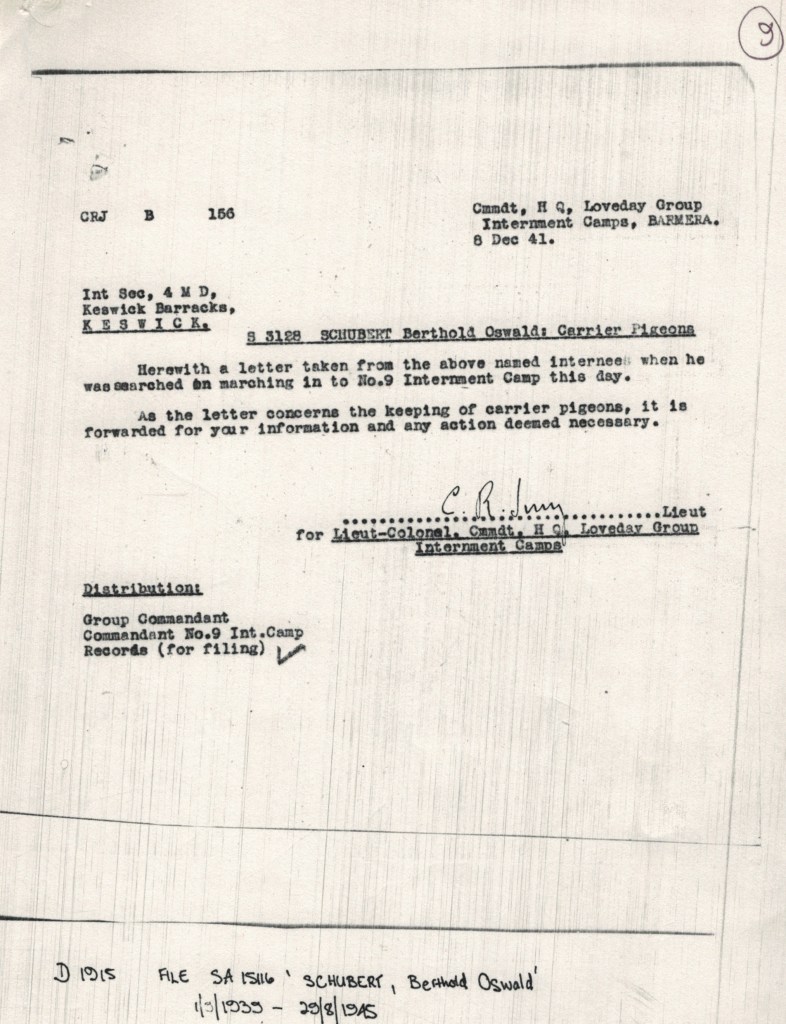 9
CRJ B 156
Cmmdt, H Q, Loveday Group
Internment Camps, BARMERA.
8 Dec 41.
Int Sec, 4 M D,
Keswick Barracks,
K E S W I C K.
S 3128 SCHUBERT Berthold Oswald: Carrier Pigeons
Herewith a letter taken from the above named internee when he
was searched on marching in to No.9 Internment Camp this day.
As the letter concerns the keeping of carrier pigeons, it is
forwarded for your information and any action deemed necessary.
C. R. ..........Lieut
for Lieut-Colonel. Cmmdt, H Q, Loveday Group
Internment Camps
Distribution:
Group Commandant
Commandant No.9 Int.Camp
Records (for filing) ✓
D 1915 FILE SA 15116 'SCHUBERT, Berthold Oswald'
1/9/1939 - 29/8/1945